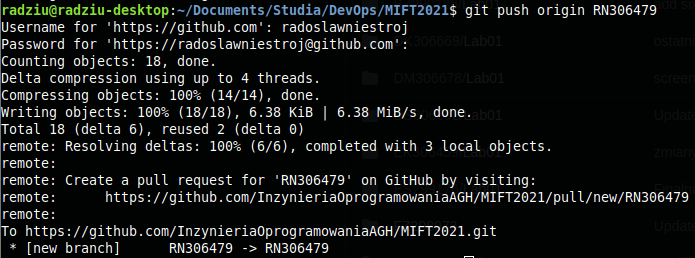 radziu@radziu-desktop:~/Documents/Studia/DevOps/MIFT2021$ git push origin RN306479
Username for 'https://github.com': radoslawniestroj
Password for 'https://radoslawniestroj@github.com':
Counting objects: 18, done.
Delta compression using up to 4 threads.
Compressing objects: 100% (14/14), done.
Writing objects: 100% (18/18), 6.38 KiB | 6.38 MiB/s, done.
Total 18 (delta 6), reused 2 (delta 0)
remote: Resolving deltas: 100% (6/6), completed with 3 local objects.
remote:
remote: Create a pull request for 'RN306479' on GitHub by visiting:
remote:      https://github.com/InzynieriaOprogramowaniaAGH/MIFT2021/pull/new/RN306479
remote:
To https://github.com/InzynieriaOprogramowaniaAGH/MIFT2021.git
 * [new branch]      RN306479 -> RN306479